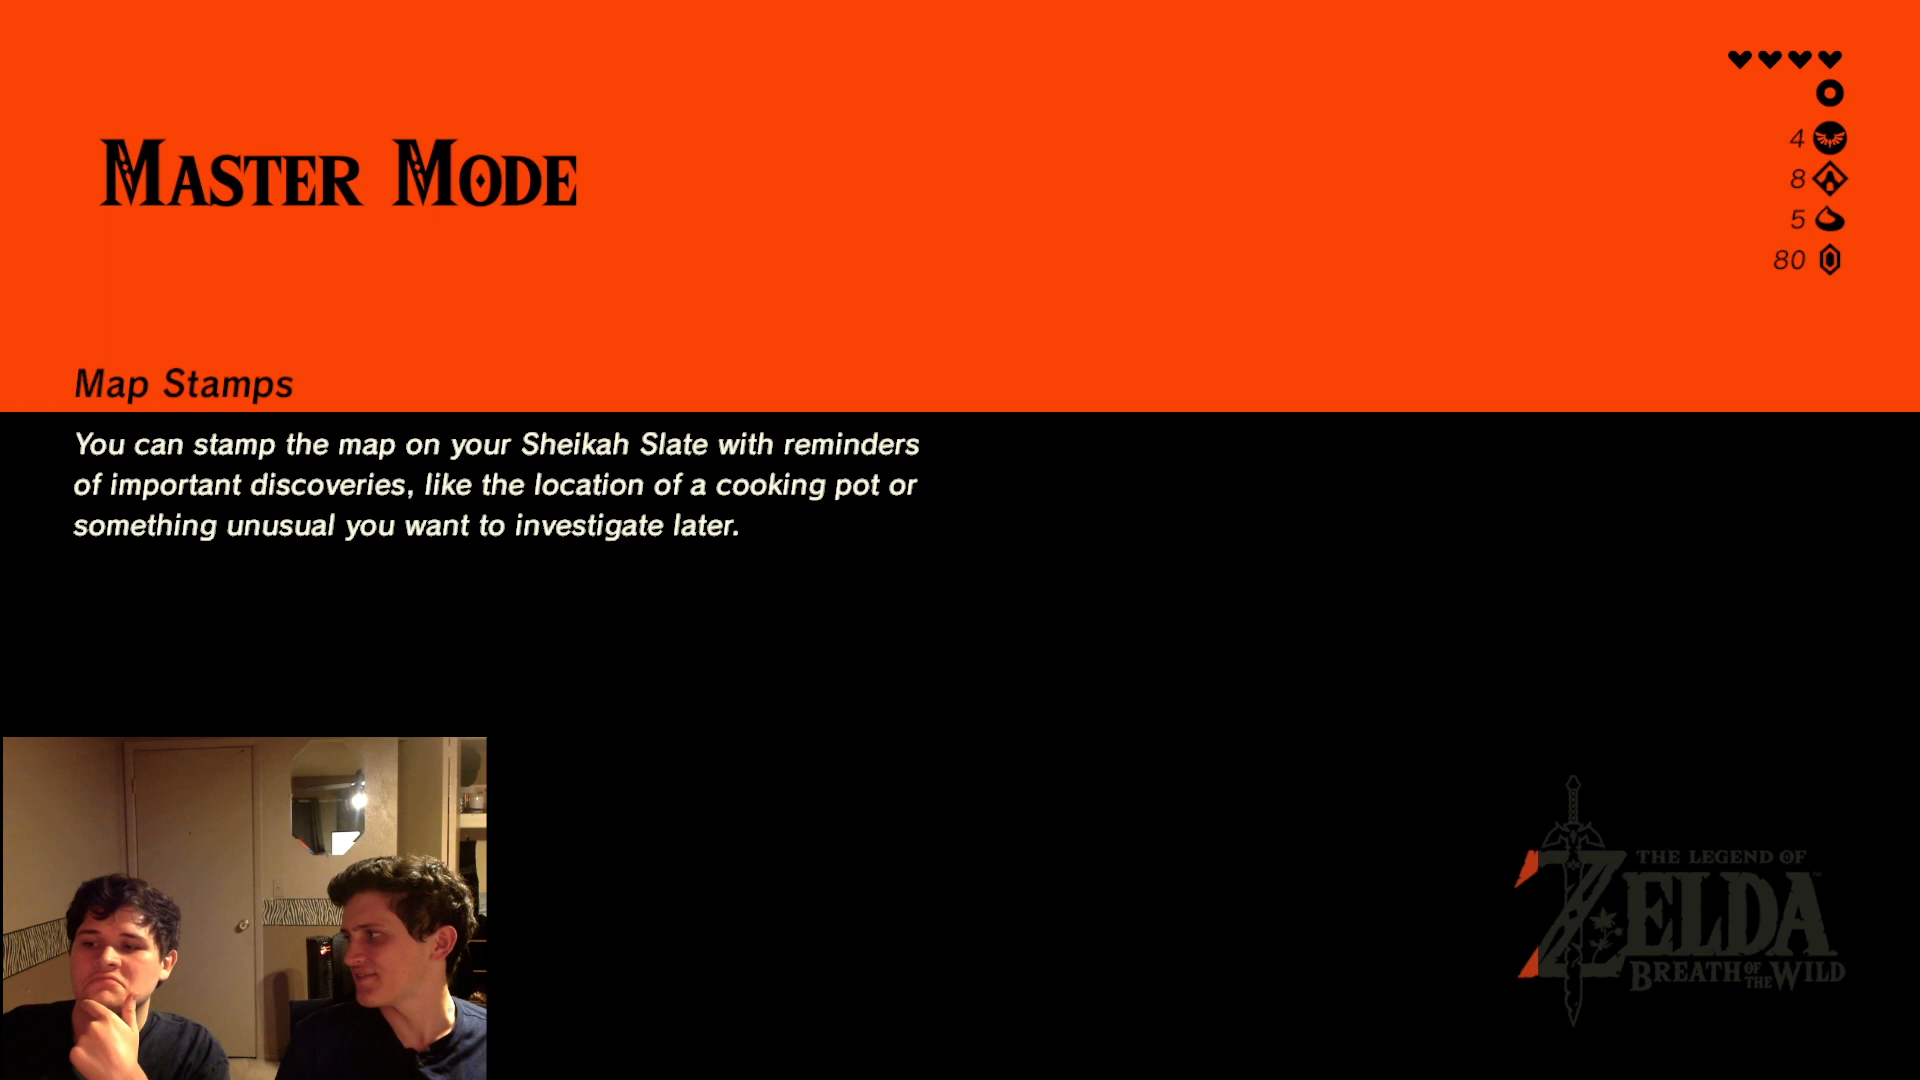 Master Mode
4
8
5
80
Map Stamps
You can stamp the map on your Sheikah Slate with reminders
of important discoveries, like the location of a cooking pot or
something unusual you want to investigate later.
THE LEGEND OF
ZELDA
BREATH OF THE WILD